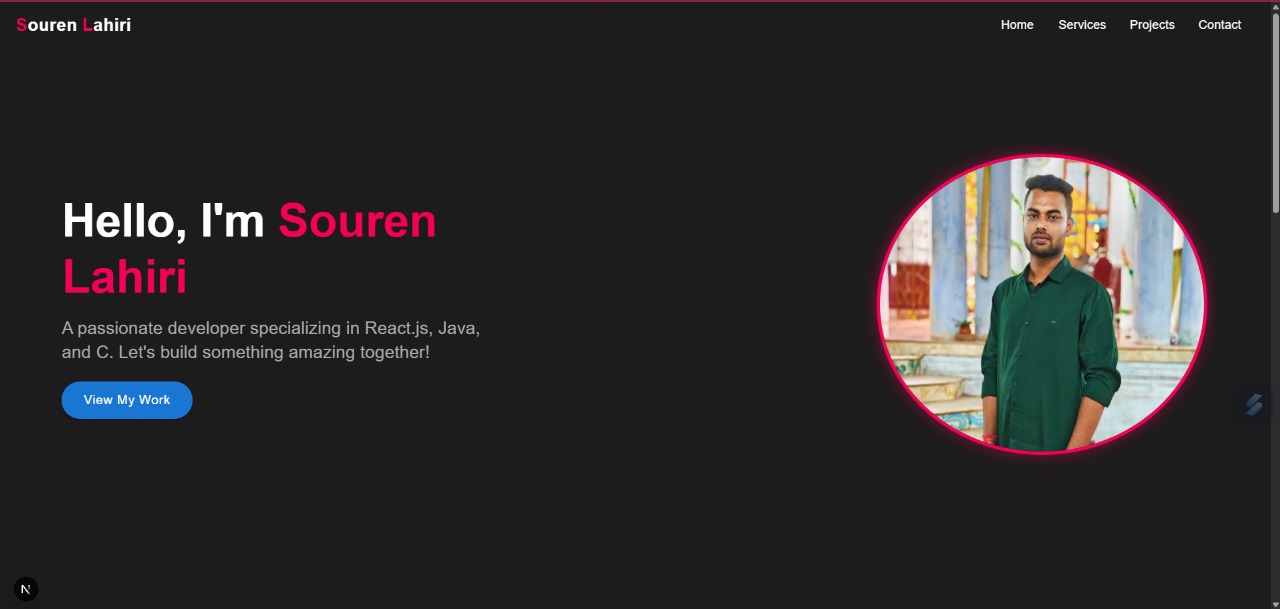 Souren Lahiri
Home Services Projects Contact
Hello, I'm Souren
Lahiri
A passionate developer specializing in React.js, Java,
and C. Let's build something amazing together!
View My Work
N